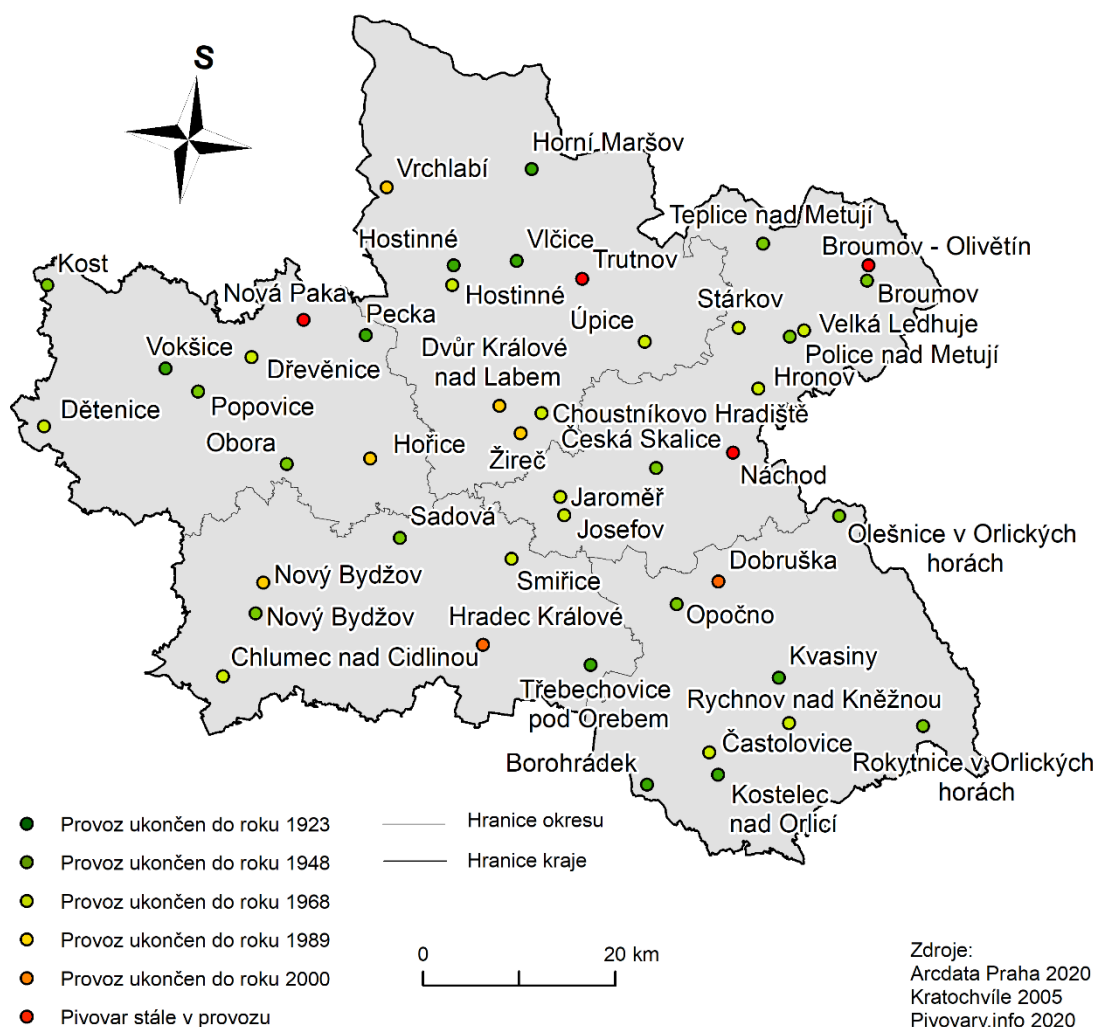 S
Horní Maršov
Vrchlabí
Teplice nad Metují
Hostinné
Vlčice
Trutnov
Broumov - Olivětín
Kost
Nová Paka
Hostinné
Stárkov
Broumov
Pecka
Úpice
Velká Ledhuje
Vokšice
Dřevěnice
Dvůr Králové
nad Labem
Police nad Metují
Hronov
Dětenice
Popovice
Choustníkovo Hradiště
Obora
Hořice
Žireč
Česká Skalice
Náchod
Jaroměř
Josefov
Sadová
Olešnice v Orlických
horách
Nový Bydžov
Smiřice
Dobruška
Nový Bydžov
Hradec Králové
Opočno
Chlumec nad Cidlinou
Kvasiny
Třebechovice
pod Orebem
Rychnov nad Kněžnou
Borohrádek
Častolovice
Rokytnice v Orlických
horách
Kostelec
nad Orlicí
Provoz ukončen do roku 1923
Provoz ukončen do roku 1948
Provoz ukončen do roku 1968
Provoz ukončen do roku 1989
Provoz ukončen do roku 2000
Pivovar stále v provozu
Hranice okresu
Hranice kraje
0 20 km
Zdroje:
Arcdata Praha 2020
Kratochvíle 2005
Pivovary.info 2020